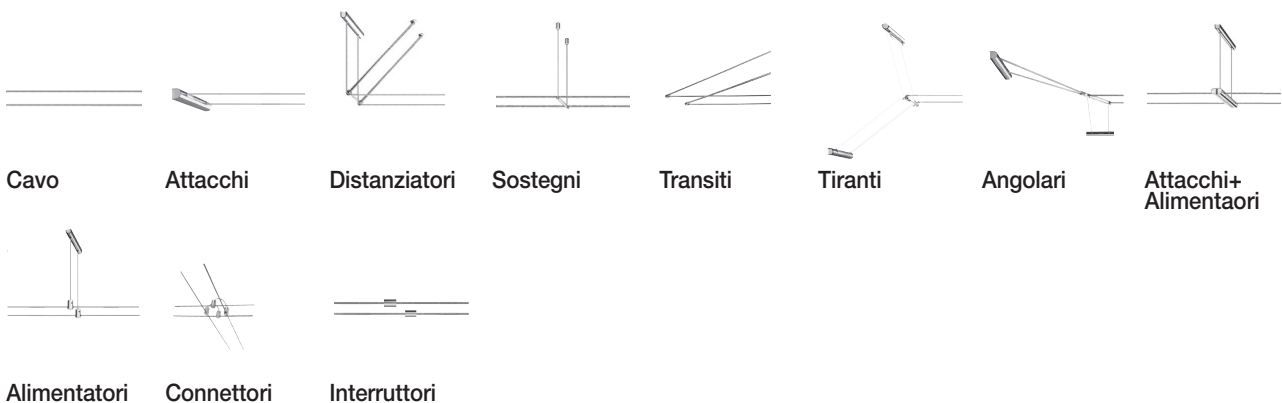 Cavo
Attacchi
Distanziatori
Sostegni
Transiti
Tiranti
Angolari
Attacchi+
Alimentaori
Alimentatori
Connettori
Interruttori